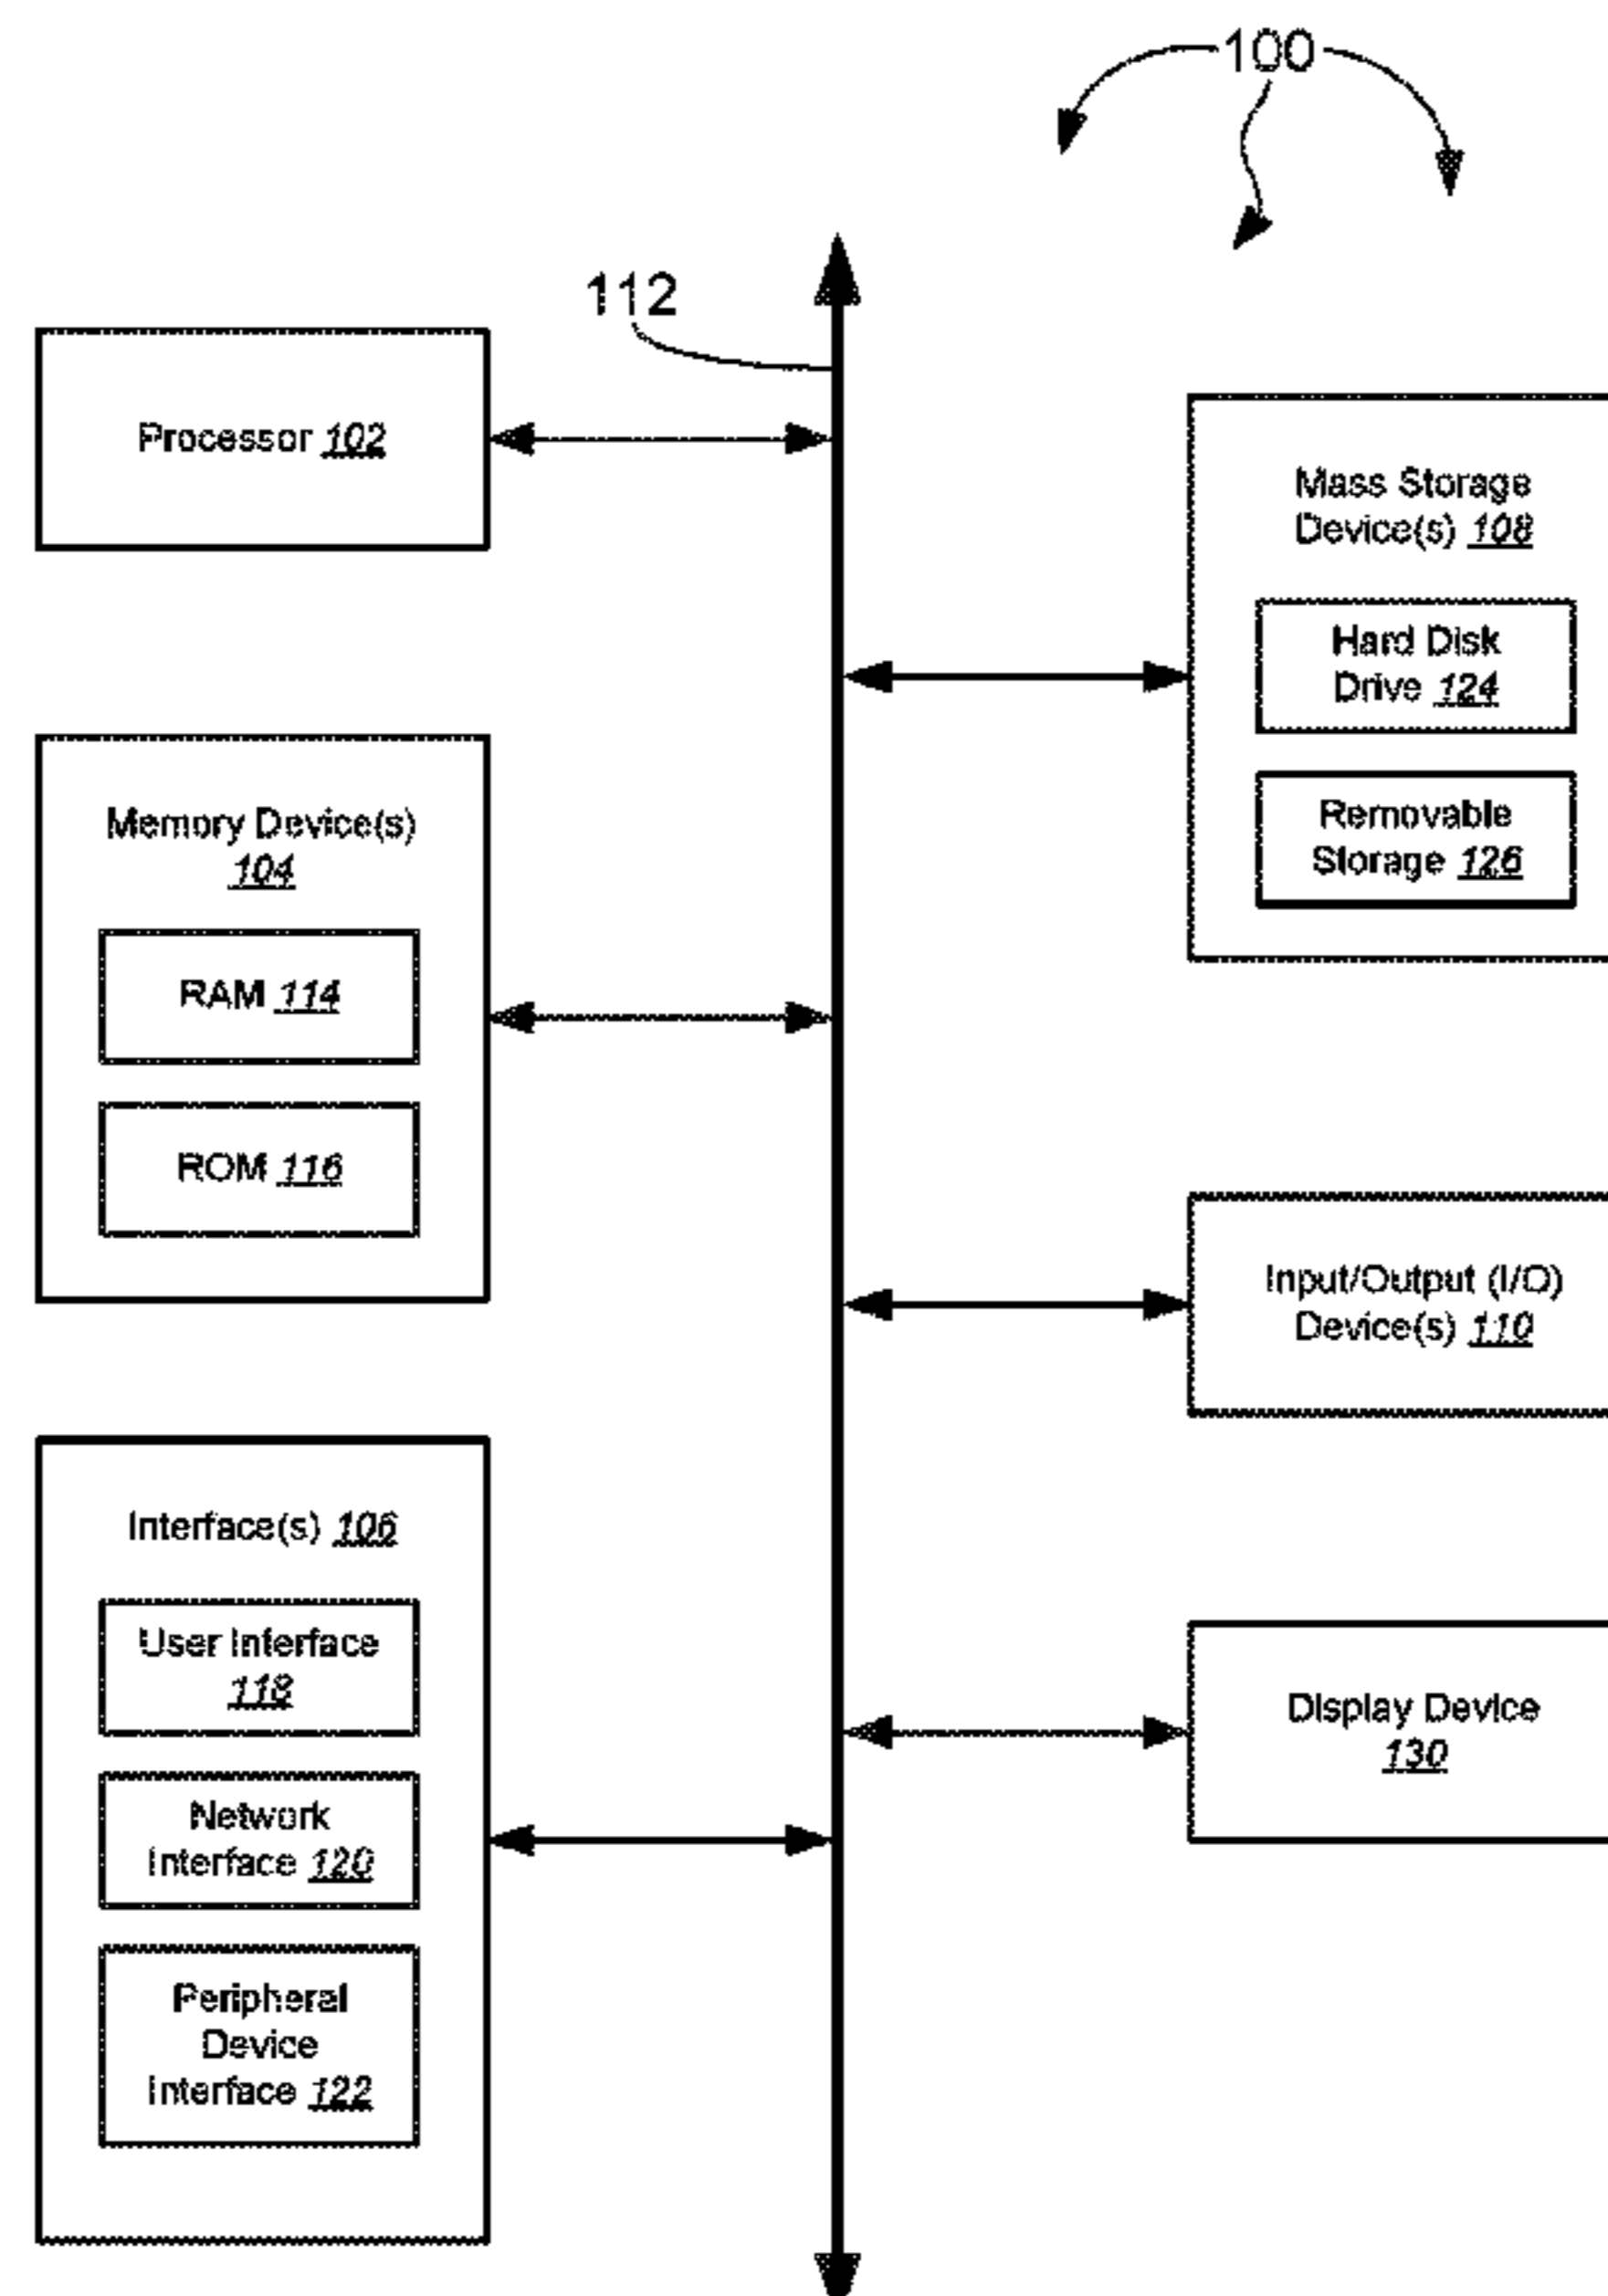 100
112
Processor 102
Memory Device(s)
104
RAM 114
ROM 116
Interface(s) 106
User Interface
118
Network
Interface 120
Peripheral
Device
Interface 122
Mass Storage
Device(s) 108
Hard Disk
Drive 124
Removable
Storage 126
Input/Output (I/O)
Device(s) 110
Display Device
130